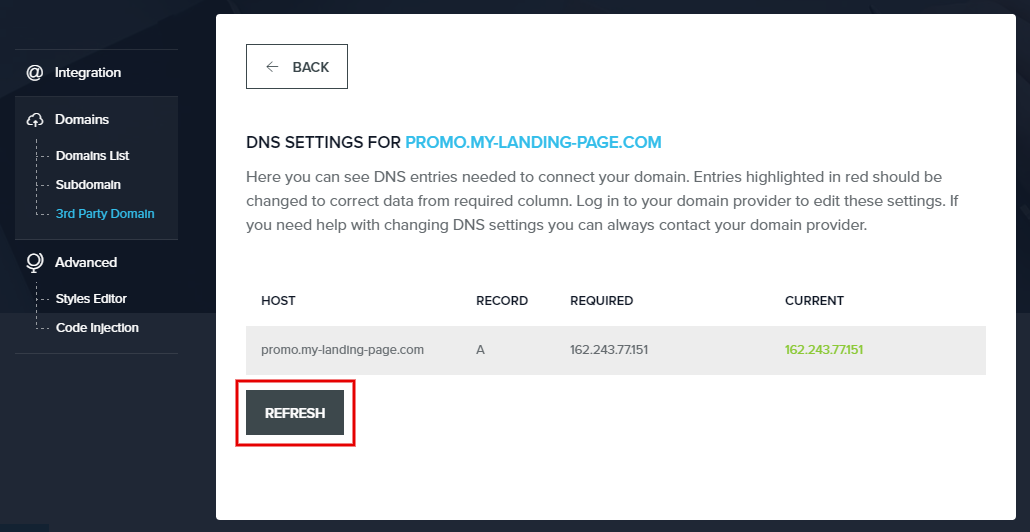 Integration
Domains
Domains List
Subdomain
3rd Party Domain
Advanced
Styles Editor
Code Injection
← BACK
DNS SETTINGS FOR PROMO.MY-LANDING-PAGE.COM
Here you can see DNS entries needed to connect your domain. Entries highlighted in red should be
changed to correct data from required column. Log in to your domain provider to edit these settings. If
you need help with changing DNS settings you can always contact your domain provider.
HOST RECORD REQUIRED CURRENT
promo.my-landing-page.com A 162.243.77.151 162.243.77.151
REFRESH